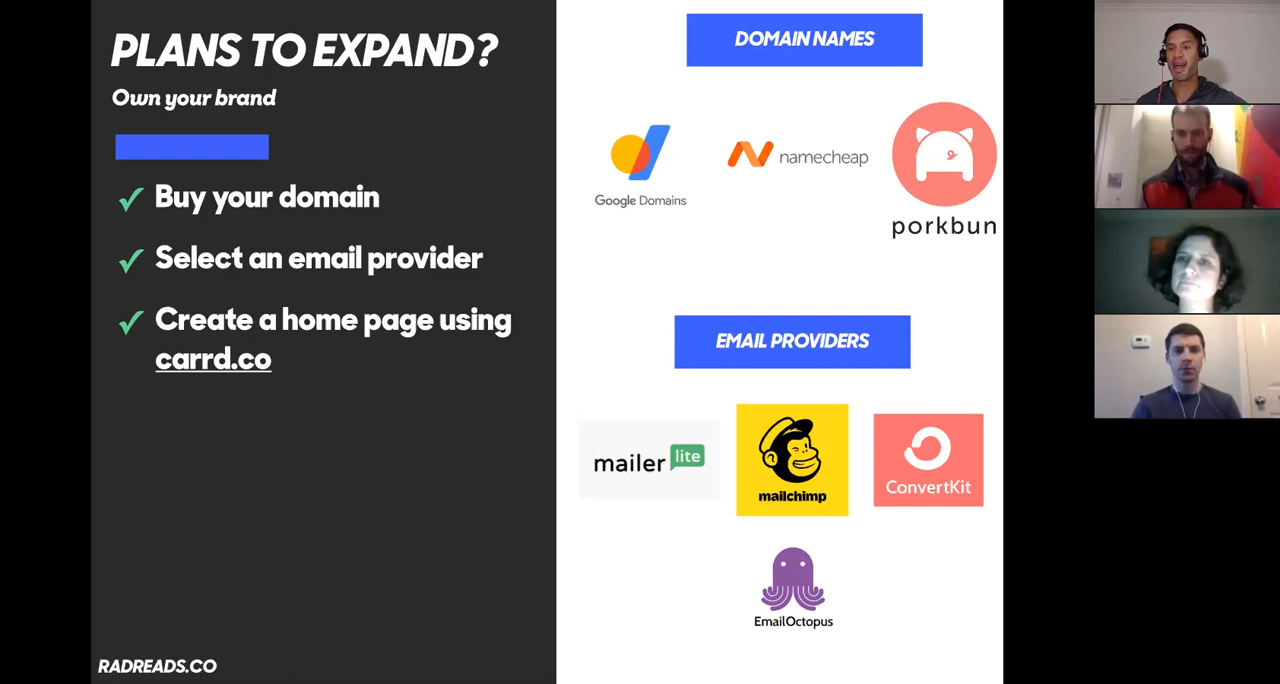 PLANS TO EXPAND?
Own your brand
Buy your domain
Select an email provider
Create a home page using
carrd.co
RADREADS.CO
DOMAIN NAMES
Google Domains
namecheap
porkbun
EMAIL PROVIDERS
mailer lite
mailchimp
ConvertKit
EmailOctopus